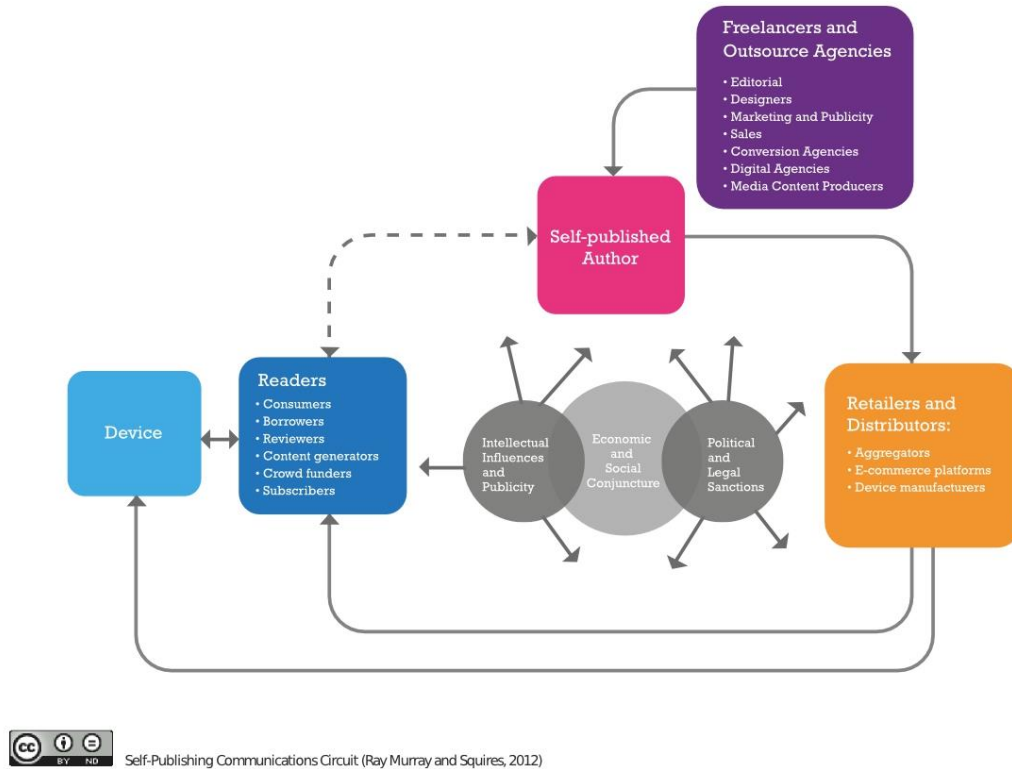 Freelancers and
Outsource Agencies
• Editorial
• Designers
• Marketing and Publicity
• Sales
• Conversion Agencies
• Digital Agencies
• Media Content Producers
Self-published
Author
Device
Readers
• Consumers
• Borrowers
• Reviewers
• Content generators
• Crowd funders
• Subscribers
Intellectual
Influences
and
Publicity
Economic
and
Social
Conjuncture
Political
and
Legal
Sanctions
Retailers and
Distributors:
• Aggregators
• E-commerce platforms
• Device manufacturers
cc
BY ND
Self-Publishing Communications Circuit (Ray Murray and Squires, 2012)